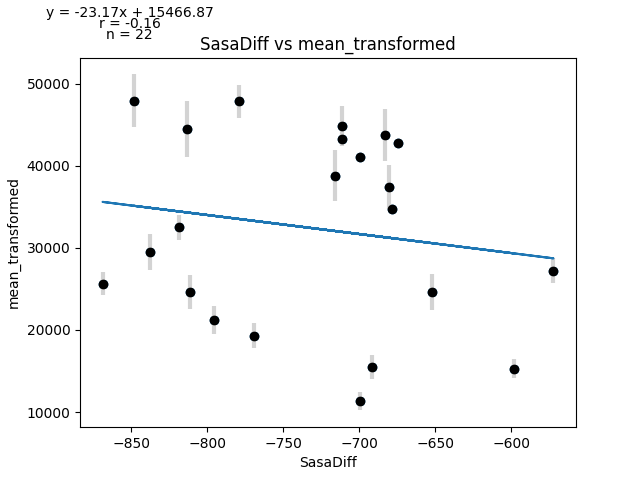 y = -23.17x + 15466.87
r = -0.16
n = 22
SasaDiff vs mean_transformed
50000
40000
30000
20000
10000
mean_transformed
−850
−800
−750
−700
−650
−600
SasaDiff